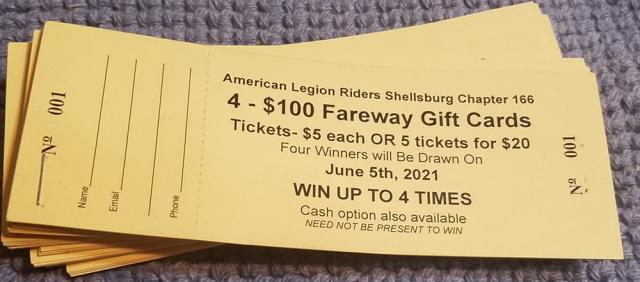 Nº 001
Name
Email
Phone
American Legion Riders Shellsburg Chapter 166
4 - $100 Fareway Gift Cards
Tickets- $5 each OR 5 tickets for $20
Four Winners will Be Drawn On
June 5th, 2021
WIN UP TO 4 TIMES
Cash option also available
NEED NOT BE PRESENT TO WIN
Nº 001